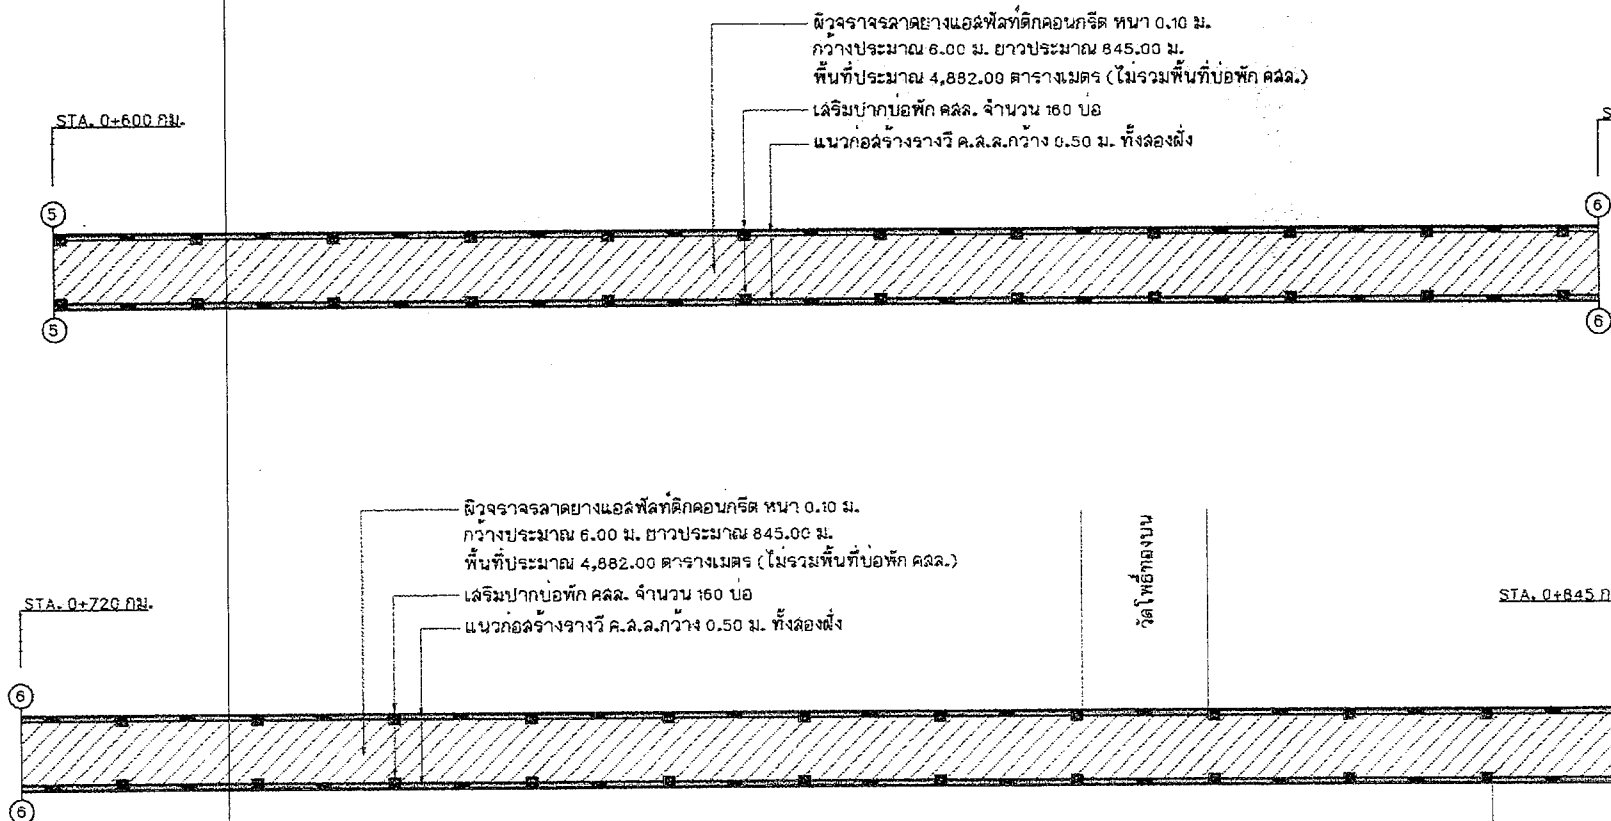 ผิวจราจรลาดยางแอสฟัลท์ติกคอนกรีต หนา 0.10 ม.
กว้างประมาณ 6.00 ม. ยาวประมาณ 845.00 ม.
พื้นที่ประมาณ 4,882.00 ตารางเมตร (ไม่รวมพื้นที่บ่อพัก คสล.)
เสริมปากบ่อพัก คสล. จำนวน 160 บ่อ
แนวก่อสร้างรางวี ค.ส.ล.กว้าง 0.50 ม. ทั้งสองฝั่ง
STA. 0+600 กม.
S
5
6
5
6
ผิวจราจรลาดยางแอสฟัลท์ติกคอนกรีต หนา 0.10 ม.
กว้างประมาณ 6.00 ม. ยาวประมาณ 845.00 ม.
พื้นที่ประมาณ 4,882.00 ตารางเมตร (ไม่รวมพื้นที่บ่อพัก คสล.)
เสริมปากบ่อพัก คสล. จำนวน 160 บ่อ
แนวก่อสร้างรางวี ค.ส.ล.กว้าง 0.50 ม. ทั้งสองฝั่ง
วัดโพธิ์ทองบน
STA. 0+720 กม.
STA. 0+845 ก
6
6